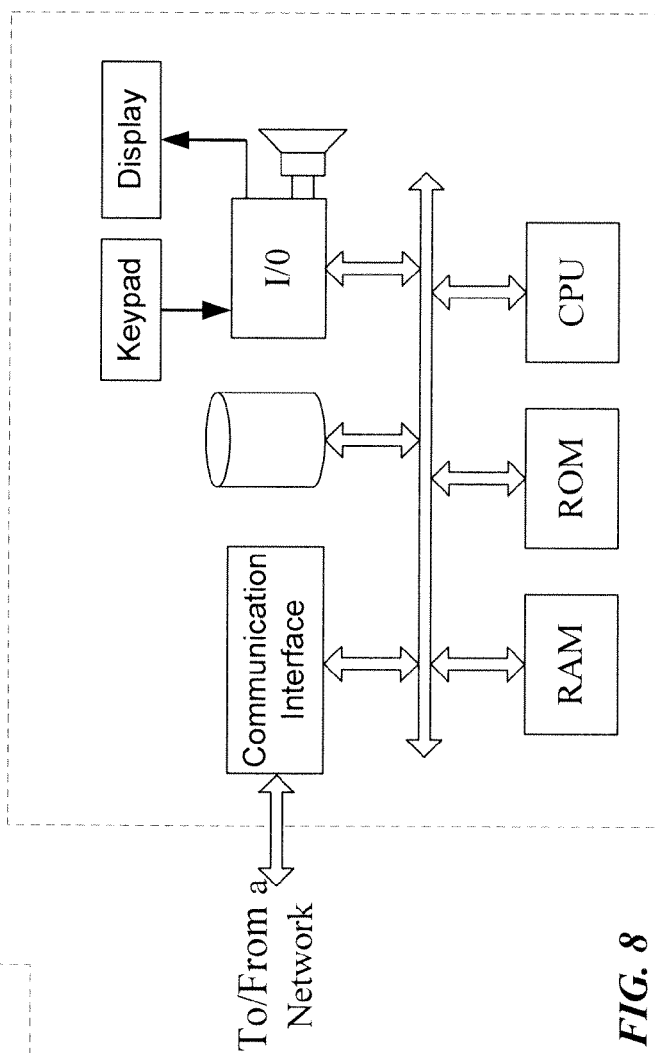 Keypad
Display
I/0
Communication
Interface
To/From a
Network
RAM
ROM
CPU
FIG. 8